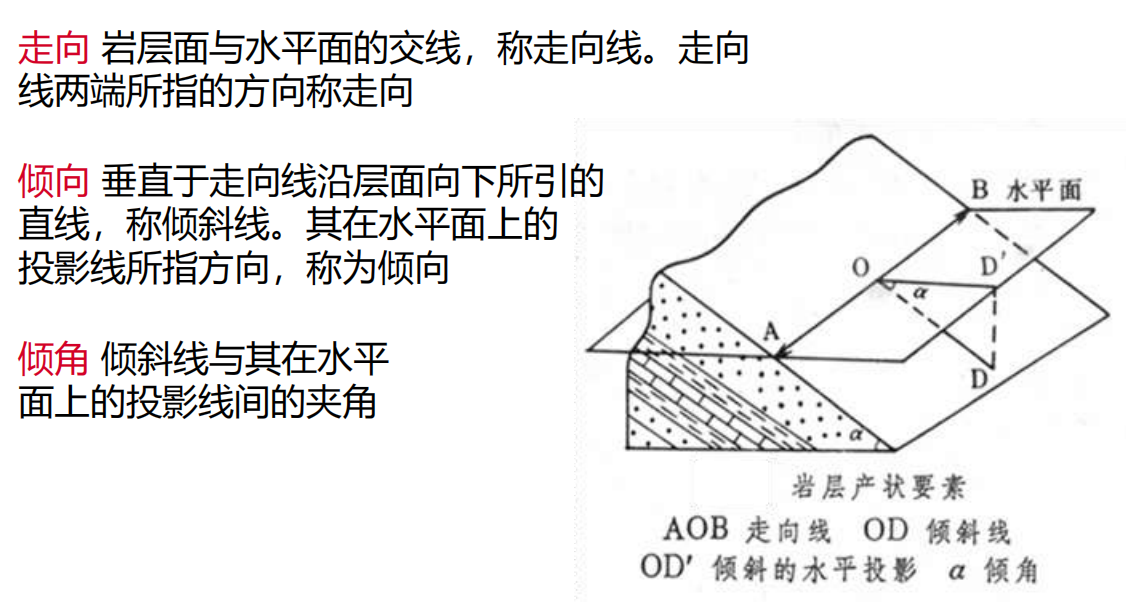 走向 岩层面与水平面的交线，称走向线。走向
线两端所指的方向称走向
倾向 垂直于走向线沿层面向下所引的
直线，称倾斜线。其在水平面上的
投影线所指方向，称为倾向
倾角 倾斜线与其在水平
面上的投影线间的夹角
B 水平面
O
D′
α
A
D
α
岩层产状要素
AOB 走向线 OD 倾斜线
OD′ 倾斜的水平投影 α 倾角